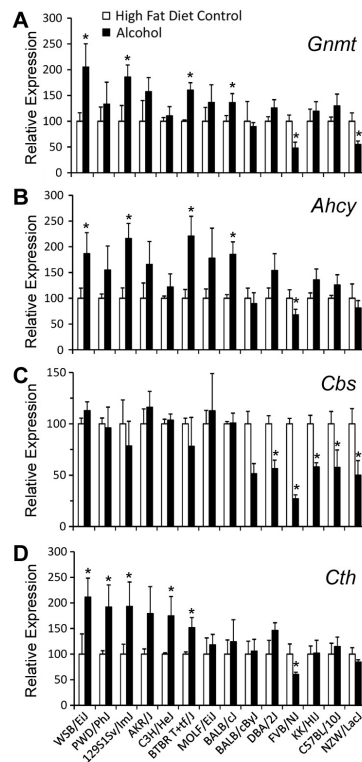 A
High Fat Diet Control
Alcohol
Gnmt
Relative Expression
300
250
200
150
100
50
0
* * * * * *
B
Ahcy
Relative Expression
300
250
200
150
100
50
0
* * * * *
C
Cbs
Relative Expression
150
100
50
0
* * * * *
D
Cth
Relative Expression
300
250
200
150
100
50
0
* * * * * *
WSB/EiJ
PWD/PhJ
129S1Sv/ImJ
AKR/J
C3H/HeJ
BTBR T+tf/J
MOLF/EiJ
BALB/cJ
BALB/cByJ
DBA/2J
FVB/NJ
KK/HIJ
C57BL/10J
NZW/LacJ